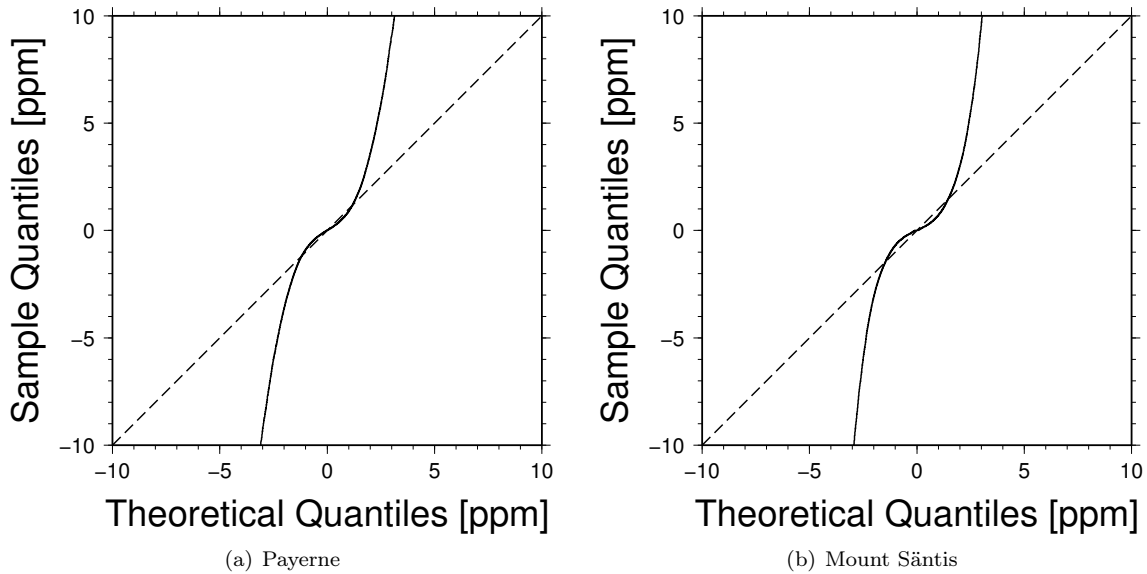 10
5
0
−5
−10
Sample Quantiles [ppm]
−10 −5 0 5 10
Theoretical Quantiles [ppm]
(a) Payerne
10
5
0
−5
−10
Sample Quantiles [ppm]
−10 −5 0 5 10
Theoretical Quantiles [ppm]
(b) Mount Säntis